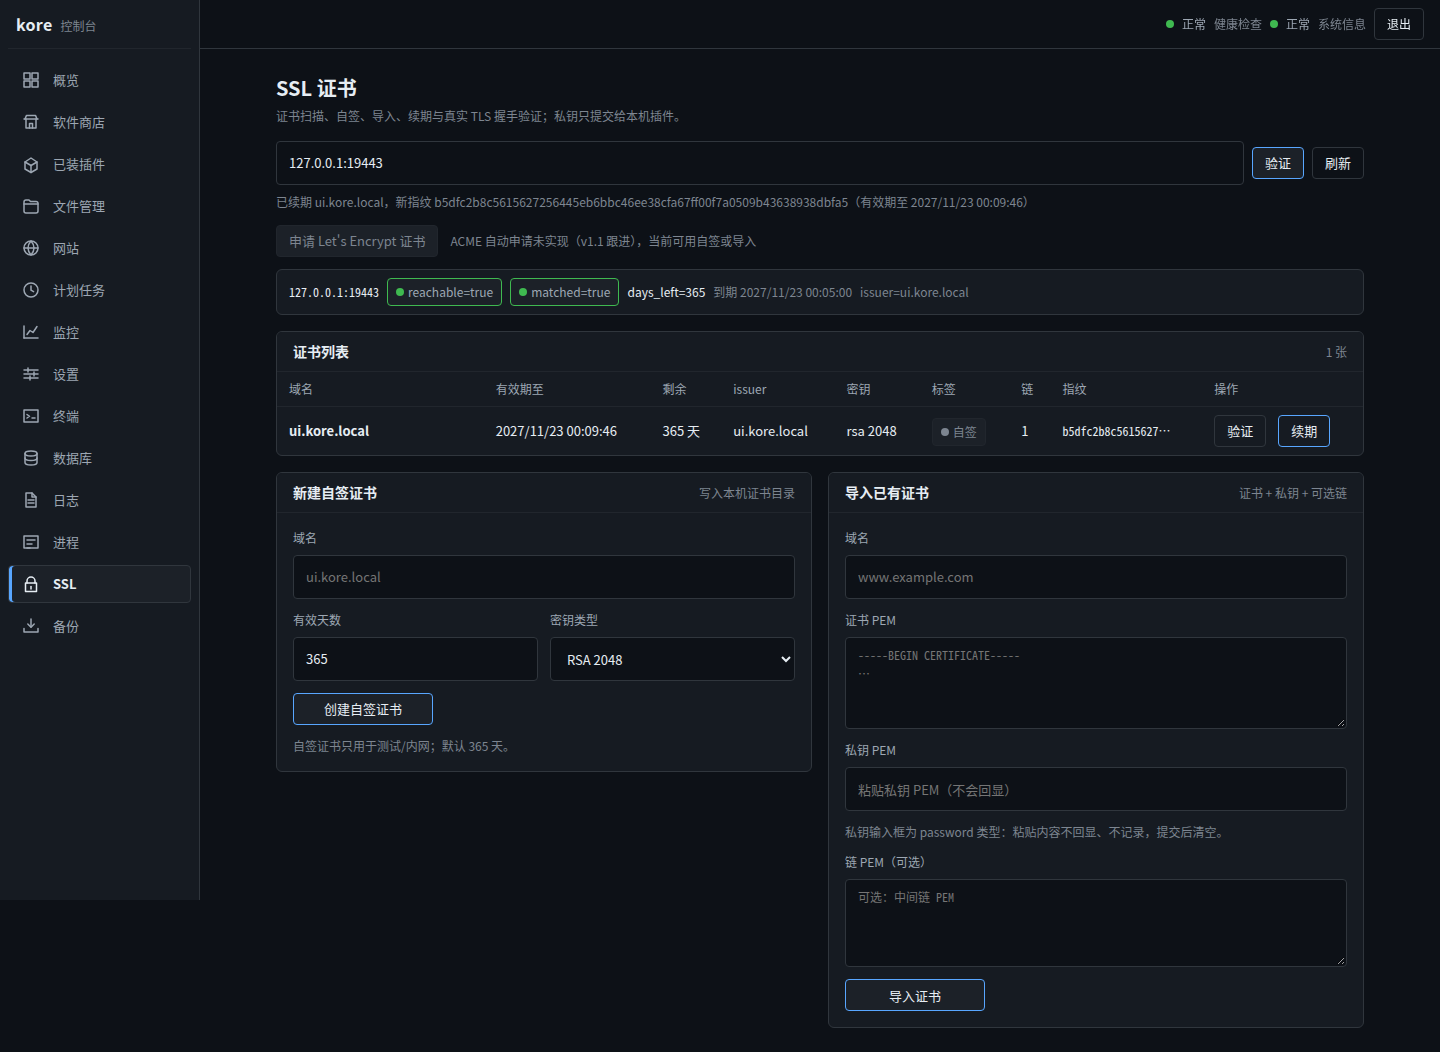 kore 控制台
正常 健康检查 正常 系统信息 退出
概览
软件商店
已装插件
文件管理
网站
计划任务
监控
设置
终端
数据库
日志
进程
SSL
备份
SSL 证书
证书扫描、自签、导入、续期与真实 TLS 握手验证；私钥只提交给本机插件。
127.0.0.1:19443 验证 刷新
已续期 ui.kore.local，新指纹 b5dfc2b8c5615627256445eb6bbc46ee38cfa67ff00f7a0509b43638938dbfa5（有效期至 2027/11/23 00:09:46）
申请 Let's Encrypt 证书 ACME 自动申请未实现（v1.1 跟进），当前可用自签或导入
127.0.0.1:19443 reachable=true matched=true days_left=365 到期 2027/11/23 00:05:00 issuer=ui.kore.local
证书列表 1 张
域名 有效期至 剩余 issuer 密钥 标签 链 指纹 操作
ui.kore.local 2027/11/23 00:09:46 365 天 ui.kore.local rsa 2048 自签 1 b5dfc2b8c5615627… 验证 续期
新建自签证书 写入本机证书目录
域名
ui.kore.local
有效天数 密钥类型
365 RSA 2048
创建自签证书
自签证书只用于测试/内网；默认 365 天。
导入已有证书 证书 + 私钥 + 可选链
域名
www.example.com
证书 PEM
-----BEGIN CERTIFICATE-----
…
私钥 PEM
粘贴私钥 PEM（不会回显）
私钥输入框为 password 类型：粘贴内容不回显、不记录，提交后清空。
链 PEM（可选）
可选：中间链 PEM
导入证书